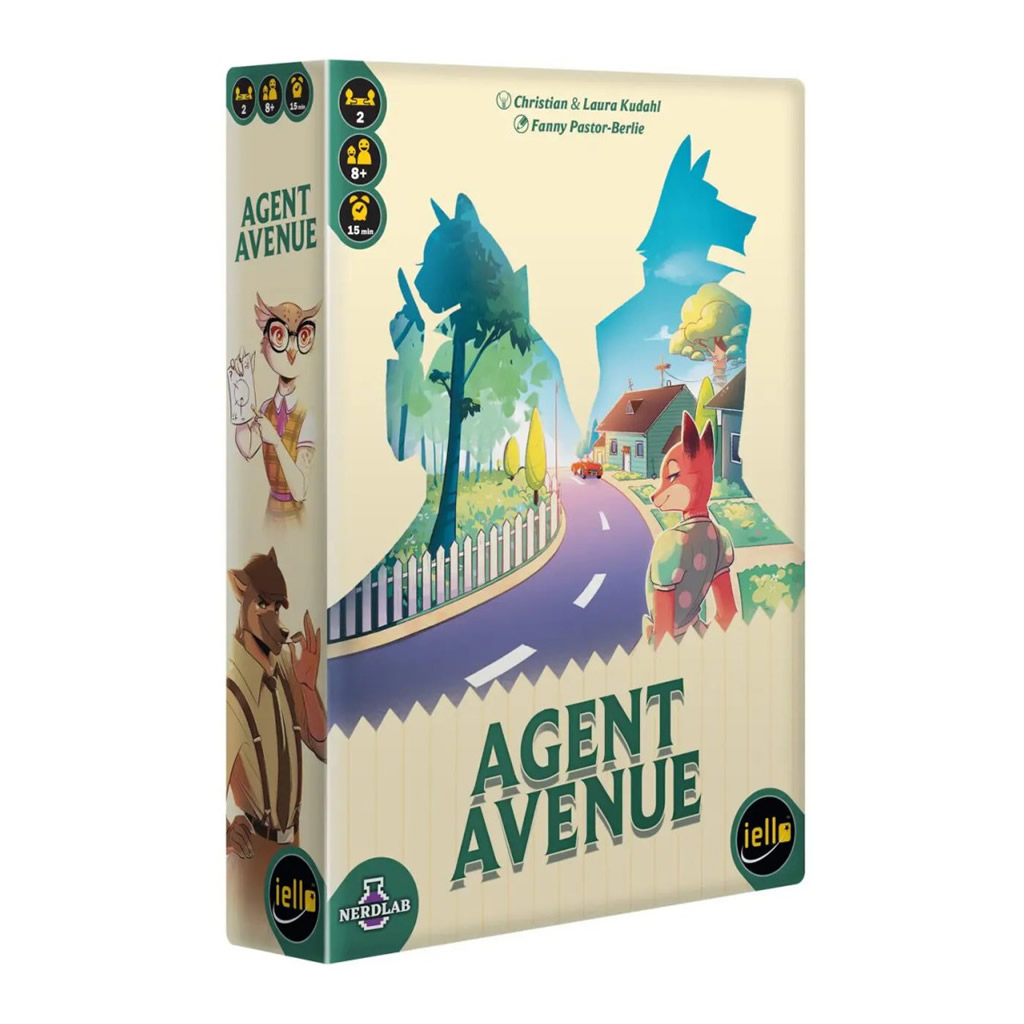 2
8+
15 min
AGENT
AVENUE
iello
2
8+
15 min
Christian & Laura Kudahl
Fanny Pastor-Berlie
AGENT
AVENUE
NERDLAB
iello